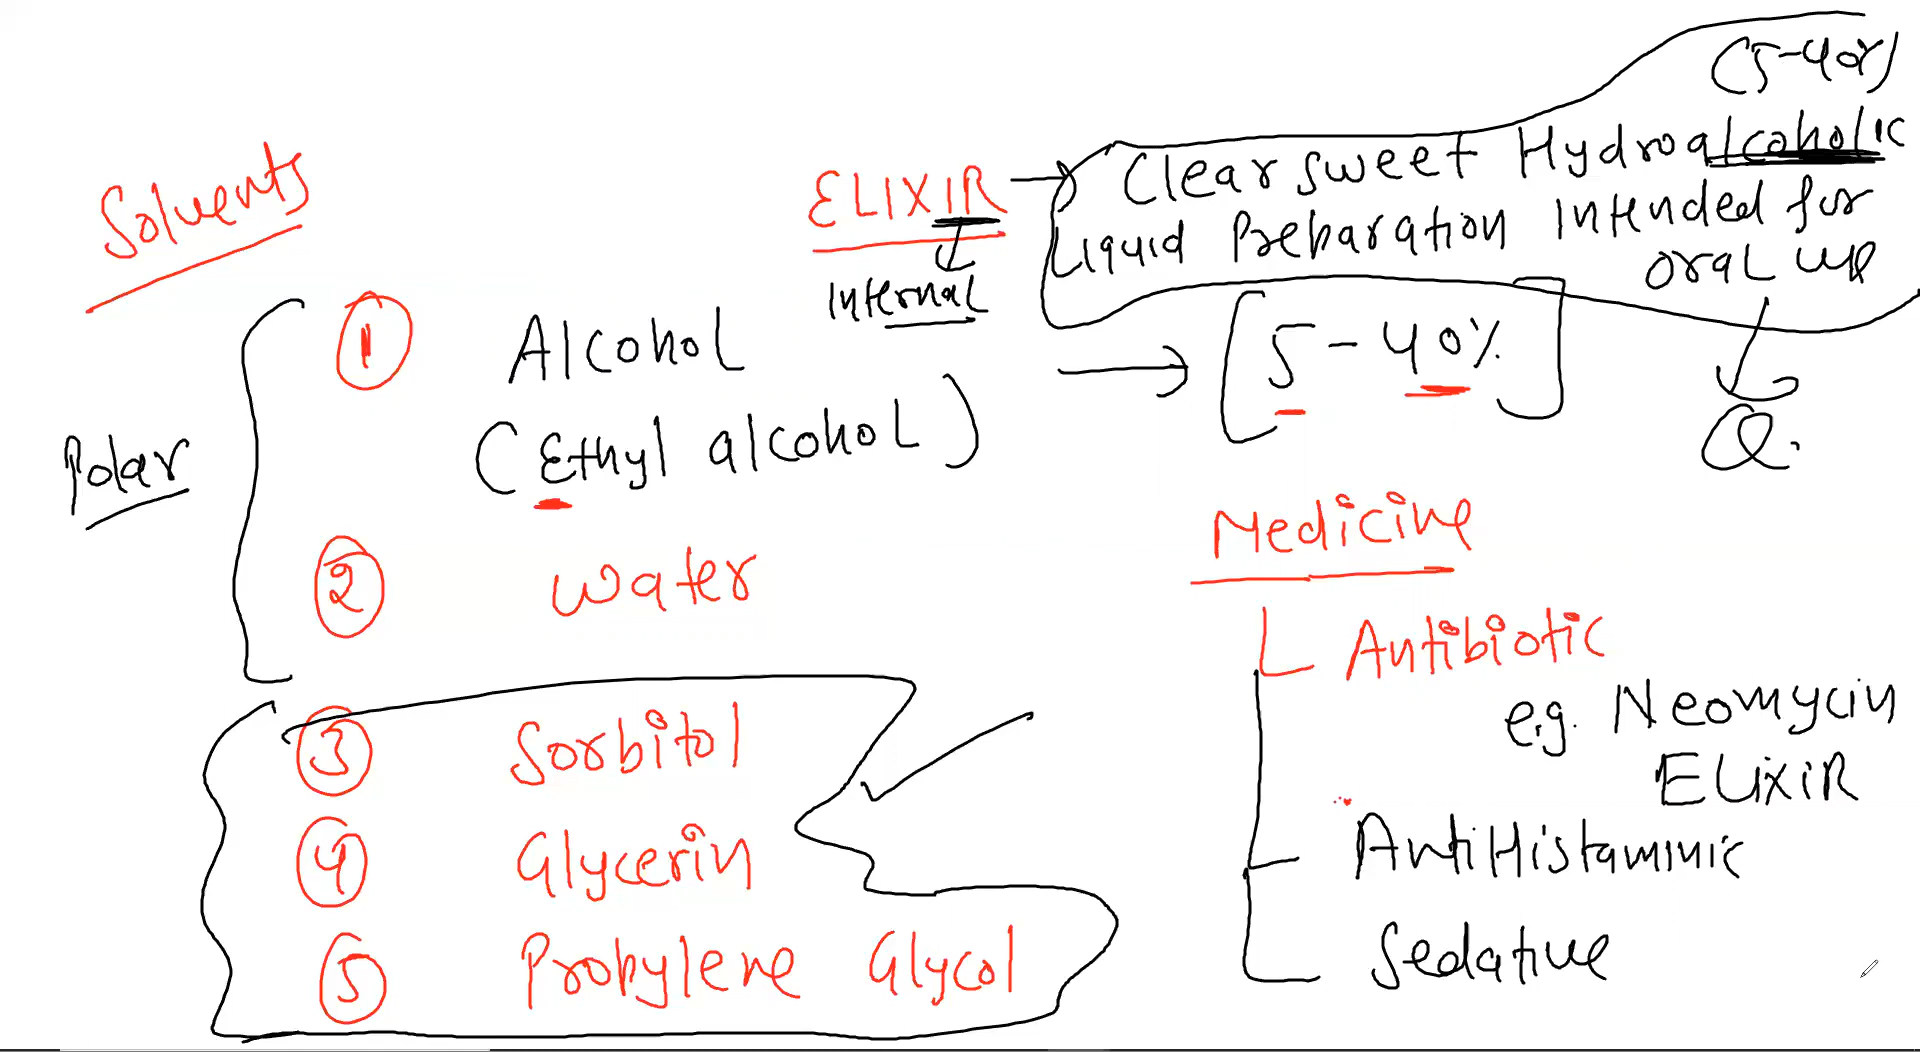 (5-40%)
Solvents
ELIXIR → Clear sweet Hydroalcoholic
Liquid Preparation Intended for
oral use
Internal
Polar
1 Alcohol → [5-40%]
(Ethyl alcohol)
2 Water
3 Sorbitol
4 Glycerin
5 Propylene Glycol
Medicine
Antibiotic
e.g. Neomycin
ELixiR
AntiHistaminic
Sedative